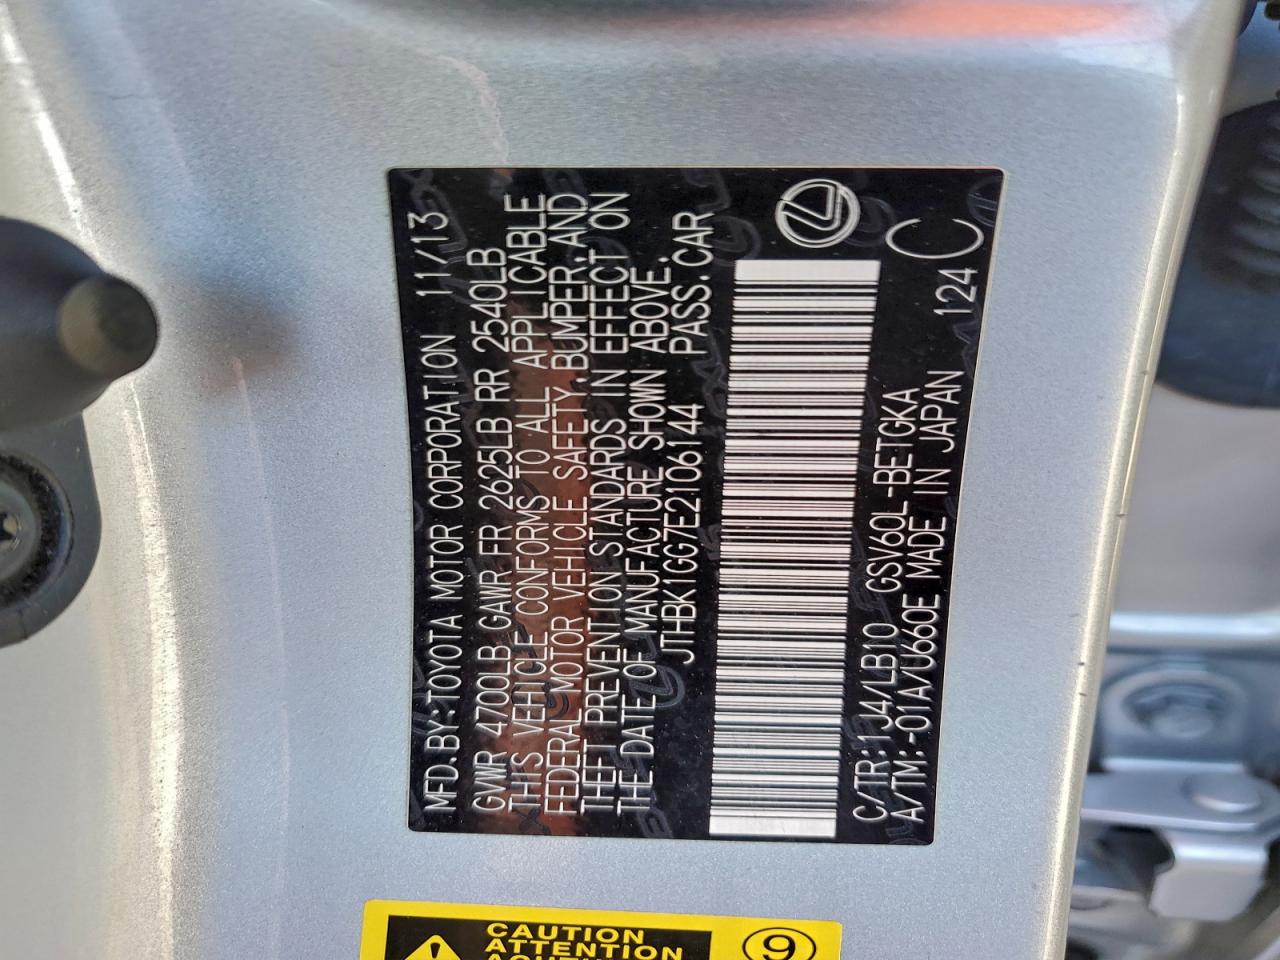 MFD.BY:TOYOTA MOTOR CORPORATION 11/13
GVWR 4700LB GAWR FR 2625LB RR 2540LB
THIS VEHICLE CONFORMS TO ALL APPLICABLE
FEDERAL MOTOR VEHICLE SAFETY,BUMPER,AND
THEFT PREVENTION STANDARDS IN EFFECT ON
THE DATE OF MANUFACTURE SHOWN ABOVE.
JTHBK1GG7E2106144 PASS.CAR
C/TR:1J4/LB10 GSV60L-BETGKA
A/TM:-01A/U660E MADE IN JAPAN 124 C
CAUTION
ATTENTION
9